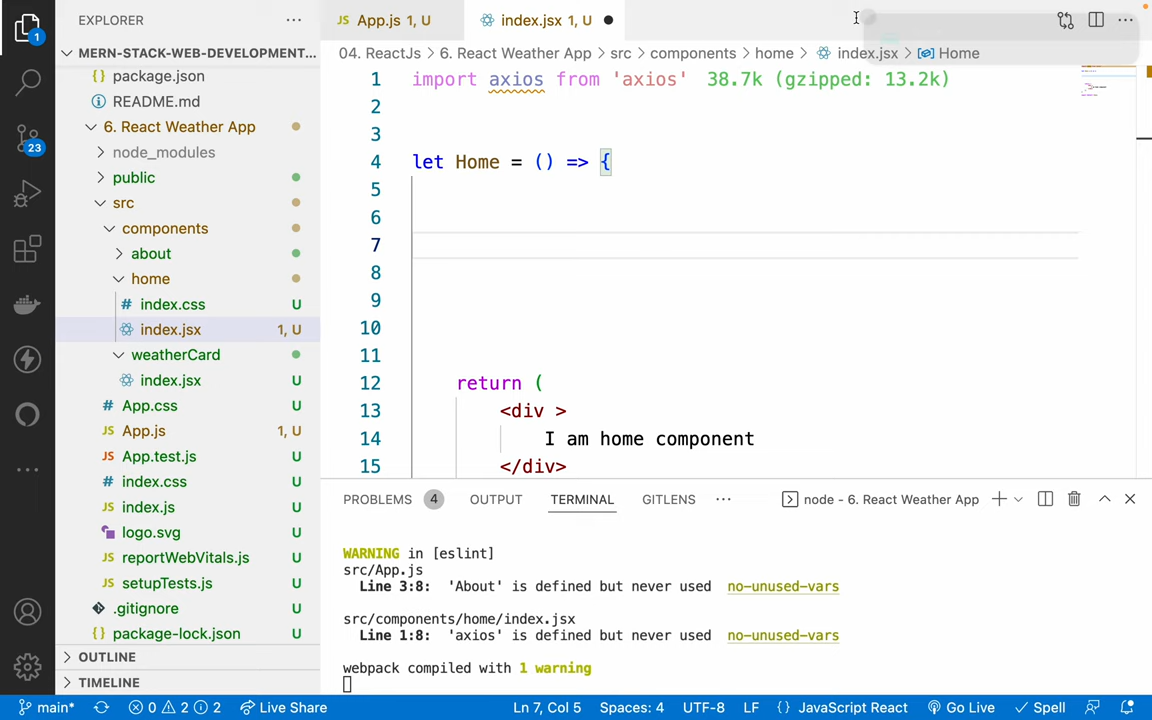 EXPLORER
MERN-STACK-WEB-DEVELOPMENT...
package.json
README.md
6. React Weather App
node_modules
public
src
components
about
home
index.css U
index.jsx 1, U
weatherCard
index.jsx U
App.css U
App.js 1, U
App.test.js U
index.css U
index.js U
logo.svg U
reportWebVitals.js U
setupTests.js U
.gitignore U
package-lock.json U
OUTLINE
TIMELINE
1
23
App.js 1, U
index.jsx 1, U
04. ReactJs > 6. React Weather App > src > components > home > index.jsx > Home
1 import axios from 'axios' 38.7k (gzipped: 13.2k)
2
3
4 let Home = () => {
5
6
7
8
9
10
11
12 return (
13 <div >
14 I am home component
15 </div>
PROBLEMS 4 OUTPUT TERMINAL GITLENS ... node - 6. React Weather App
WARNING in [eslint]
src/App.js
Line 3:8: 'About' is defined but never used no-unused-vars
src/components/home/index.jsx
Line 1:8: 'axios' is defined but never used no-unused-vars
webpack compiled with 1 warning
main* 0 2 2 Live Share Ln 7, Col 5 Spaces: 4 UTF-8 LF {} JavaScript React Go Live Spell